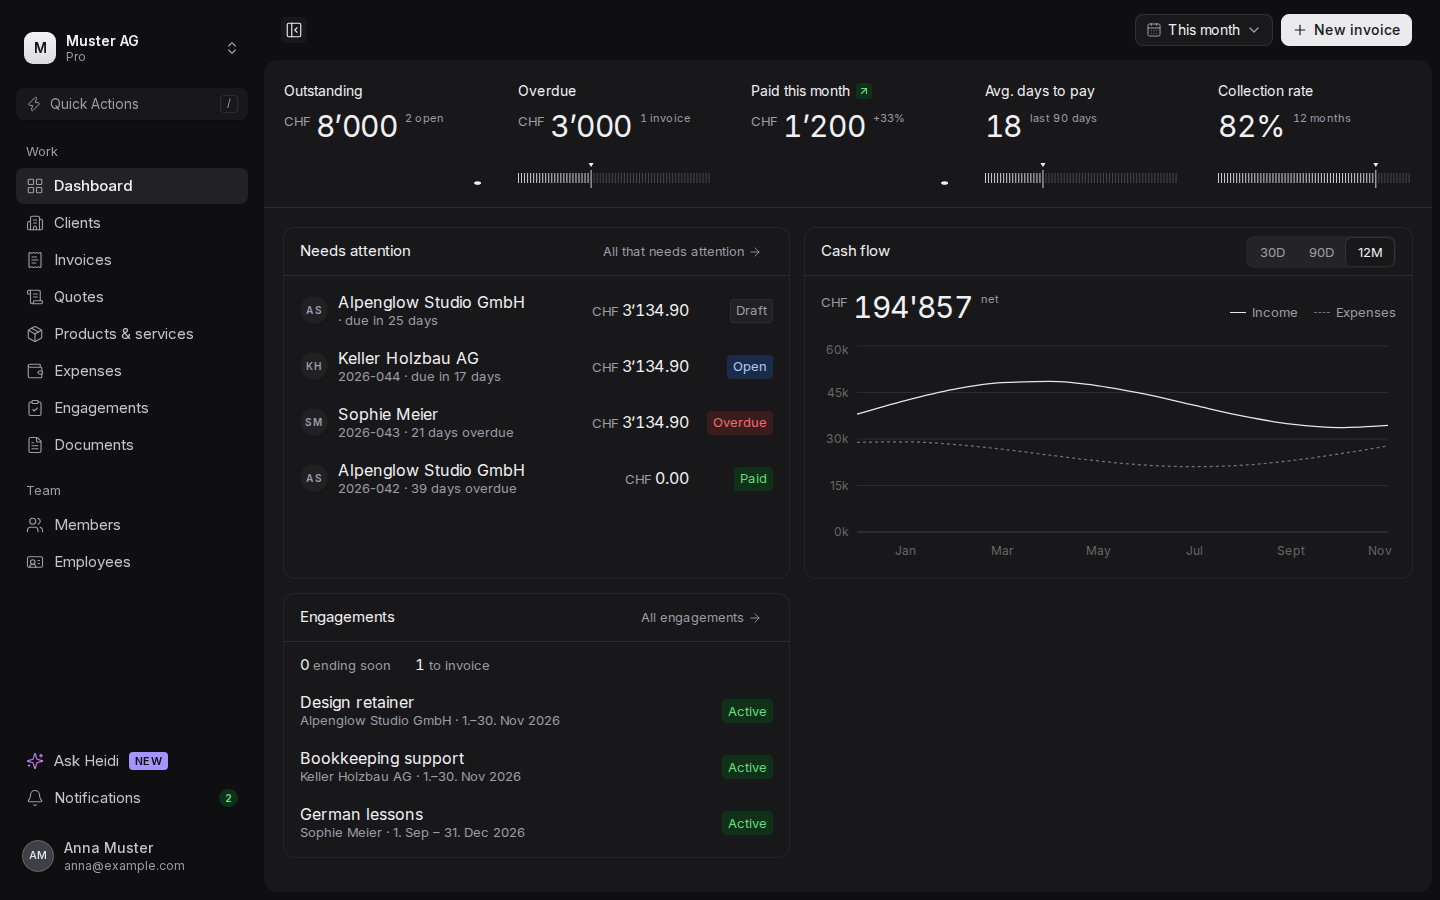 M
Muster AG
Pro
Quick Actions
/
Work
Dashboard
Clients
Invoices
Quotes
Products & services
Expenses
Engagements
Documents
Team
Members
Employees
Ask Heidi NEW
Notifications 2
AM
Anna Muster
anna@example.com
This month
New invoice
Outstanding
CHF 8’000 2 open
Overdue
CHF 3’000 1 invoice
Paid this month
CHF 1’200 +33%
Avg. days to pay
18 last 90 days
Collection rate
82% 12 months
Needs attention
All that needs attention →
AS
Alpenglow Studio GmbH
· due in 25 days
CHF 3’134.90
Draft
KH
Keller Holzbau AG
2026-044 · due in 17 days
CHF 3’134.90
Open
SM
Sophie Meier
2026-043 · 21 days overdue
CHF 3’134.90
Overdue
AS
Alpenglow Studio GmbH
2026-042 · 39 days overdue
CHF 0.00
Paid
Cash flow
30D 90D 12M
CHF 194'857 net
Income Expenses
60k
45k
30k
15k
0k
Jan Mar May Jul Sept Nov
Engagements
All engagements →
0 ending soon 1 to invoice
Design retainer
Alpenglow Studio GmbH · 1.–30. Nov 2026
Active
Bookkeeping support
Keller Holzbau AG · 1.–30. Nov 2026
Active
German lessons
Sophie Meier · 1. Sep – 31. Dec 2026
Active